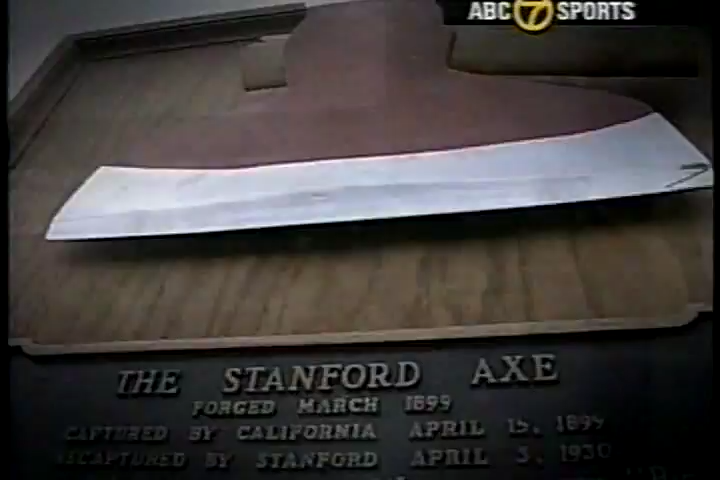 ABC 7 SPORTS
THE STANFORD AXE
FORGED MARCH 1899
CAPTURED BY CALIFORNIA APRIL 15, 1899
RECAPTURED BY STANFORD APRIL 3, 1930